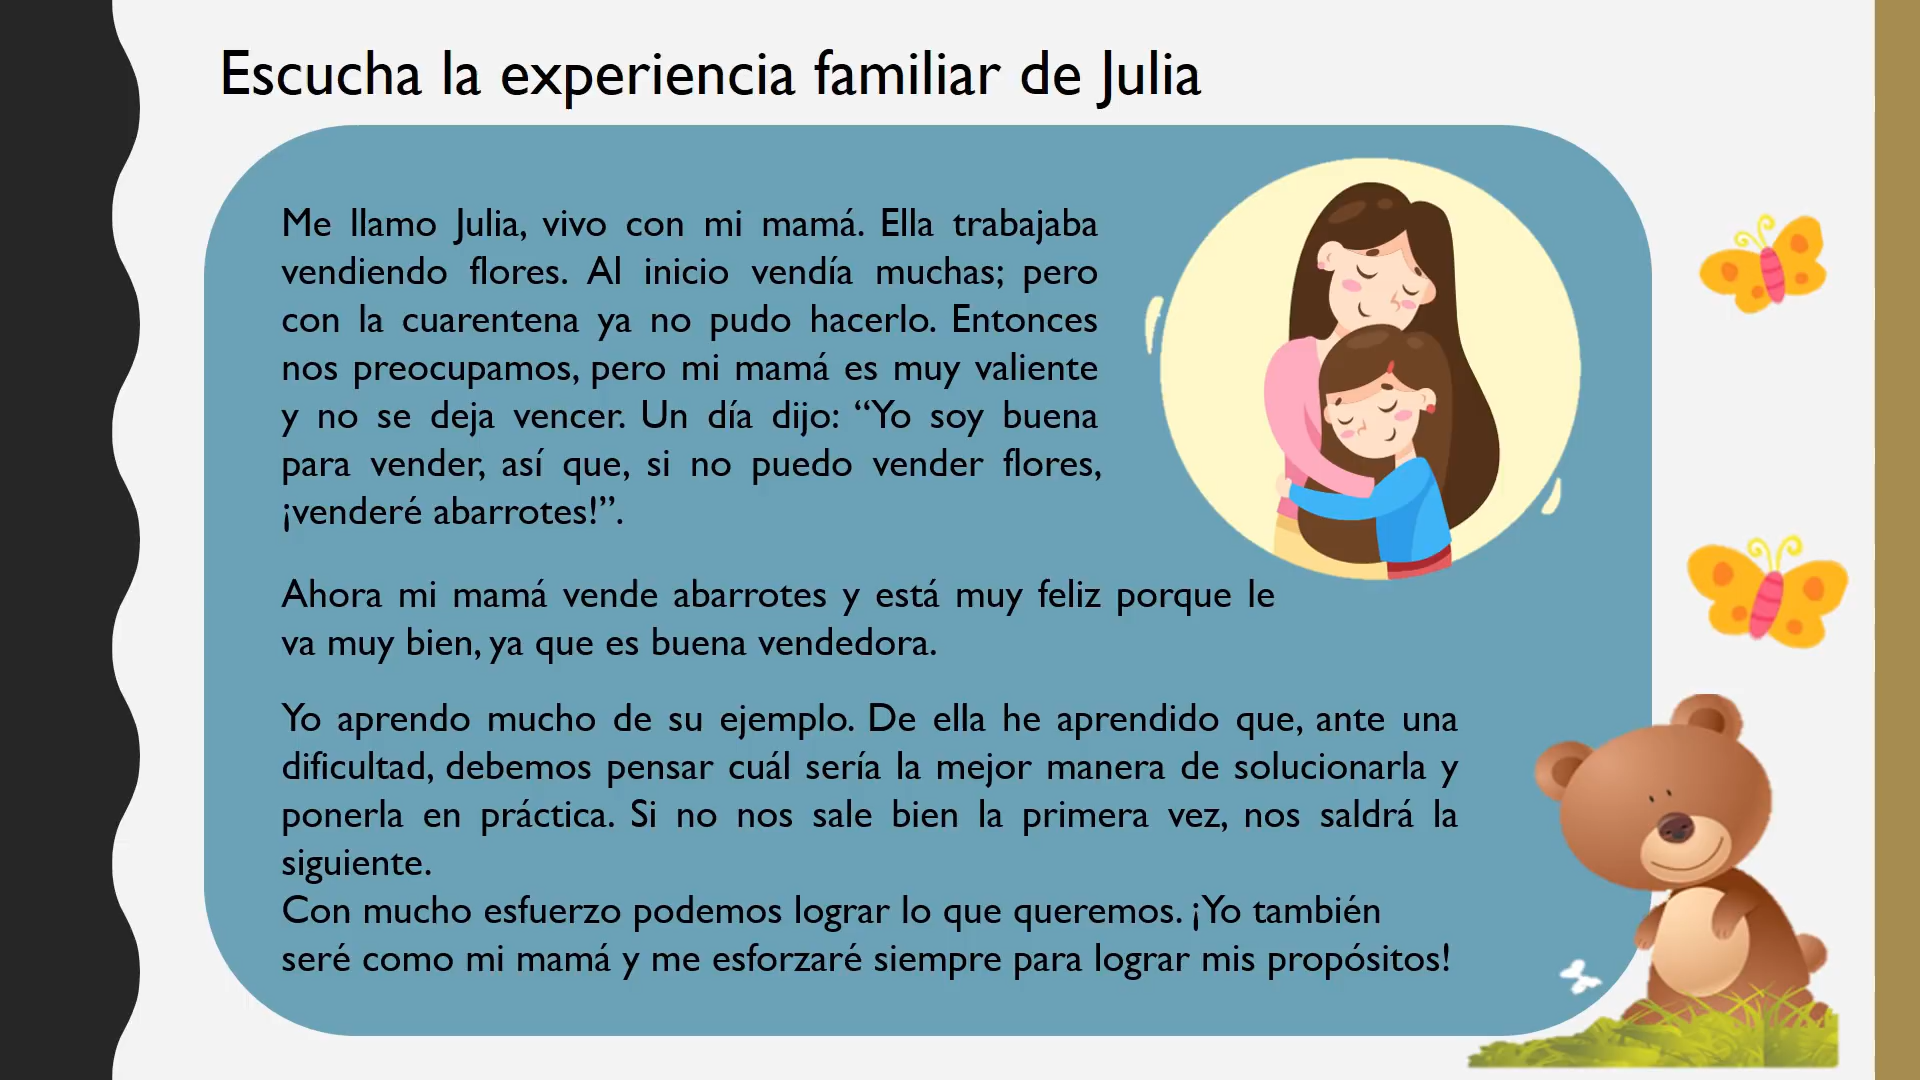 Escucha la experiencia familiar de Julia
Me llamo Julia, vivo con mi mamá. Ella trabajaba
vendiendo flores. Al inicio vendía muchas; pero
con la cuarentena ya no pudo hacerlo. Entonces
nos preocupamos, pero mi mamá es muy valiente
y no se deja vencer. Un día dijo: “Yo soy buena
para vender, así que, si no puedo vender flores,
¡venderé abarrotes!”.
Ahora mi mamá vende abarrotes y está muy feliz porque le
va muy bien, ya que es buena vendedora.
Yo aprendo mucho de su ejemplo. De ella he aprendido que, ante una
dificultad, debemos pensar cuál sería la mejor manera de solucionarla y
ponerla en práctica. Si no nos sale bien la primera vez, nos saldrá la
siguiente.
Con mucho esfuerzo podemos lograr lo que queremos. ¡Yo también
seré como mi mamá y me esforzaré siempre para lograr mis propósitos!